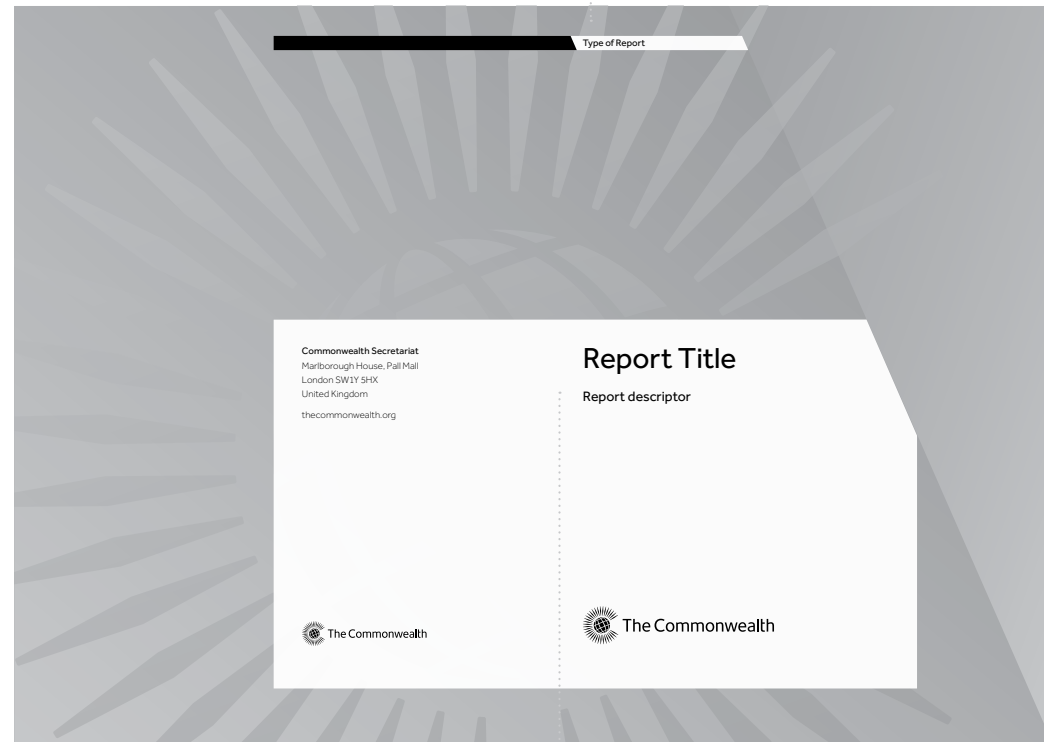 Type of Report
Commonwealth Secretariat
Marlborough House, Pall Mall
London SW1Y 5HX
United Kingdom
thecommonwealth.org
The Commonwealth
Report Title
Report descriptor
The Commonwealth